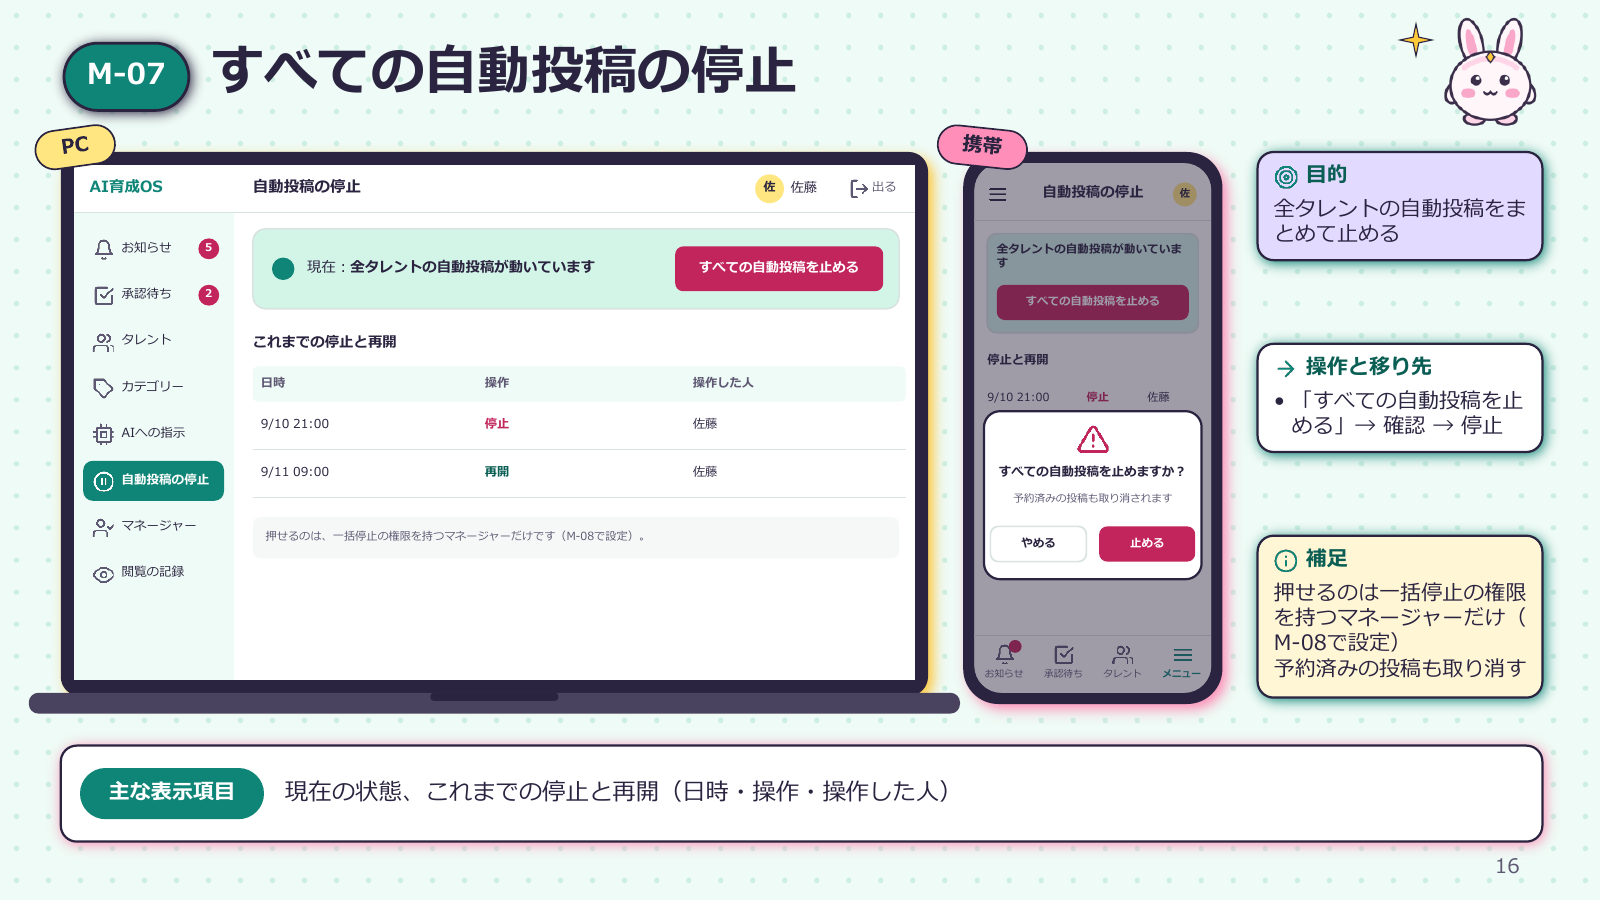 M-07
すべての自動投稿の停止
PC
AI育成OS
自動投稿の停止
佐 佐藤
出る
お知らせ 5
承認待ち 2
タレント
カテゴリー
AIへの指示
自動投稿の停止
マネージャー
閲覧の記録
現在：全タレントの自動投稿が動いています
すべての自動投稿を止める
これまでの停止と再開
日時 操作 操作した人
9/10 21:00 停止 佐藤
9/11 09:00 再開 佐藤
押せるのは、一括停止の権限を持つマネージャーだけです（M-08で設定）。
携帯
自動投稿の停止
佐
全タレントの自動投稿が動いていま
す
すべての自動投稿を止める
停止と再開
9/10 21:00 停止 佐藤
すべての自動投稿を止めますか？
予約済みの投稿も取り消されます
やめる 止める
お知らせ 承認待ち タレント メニュー
目的
全タレントの自動投稿をま
とめて止める
操作と移り先
• 「すべての自動投稿を止
める」→ 確認 → 停止
補足
押せるのは一括停止の権限
を持つマネージャーだけ（
M-08で設定）
予約済みの投稿も取り消す
主な表示項目
現在の状態、これまでの停止と再開（日時・操作・操作した人）
16